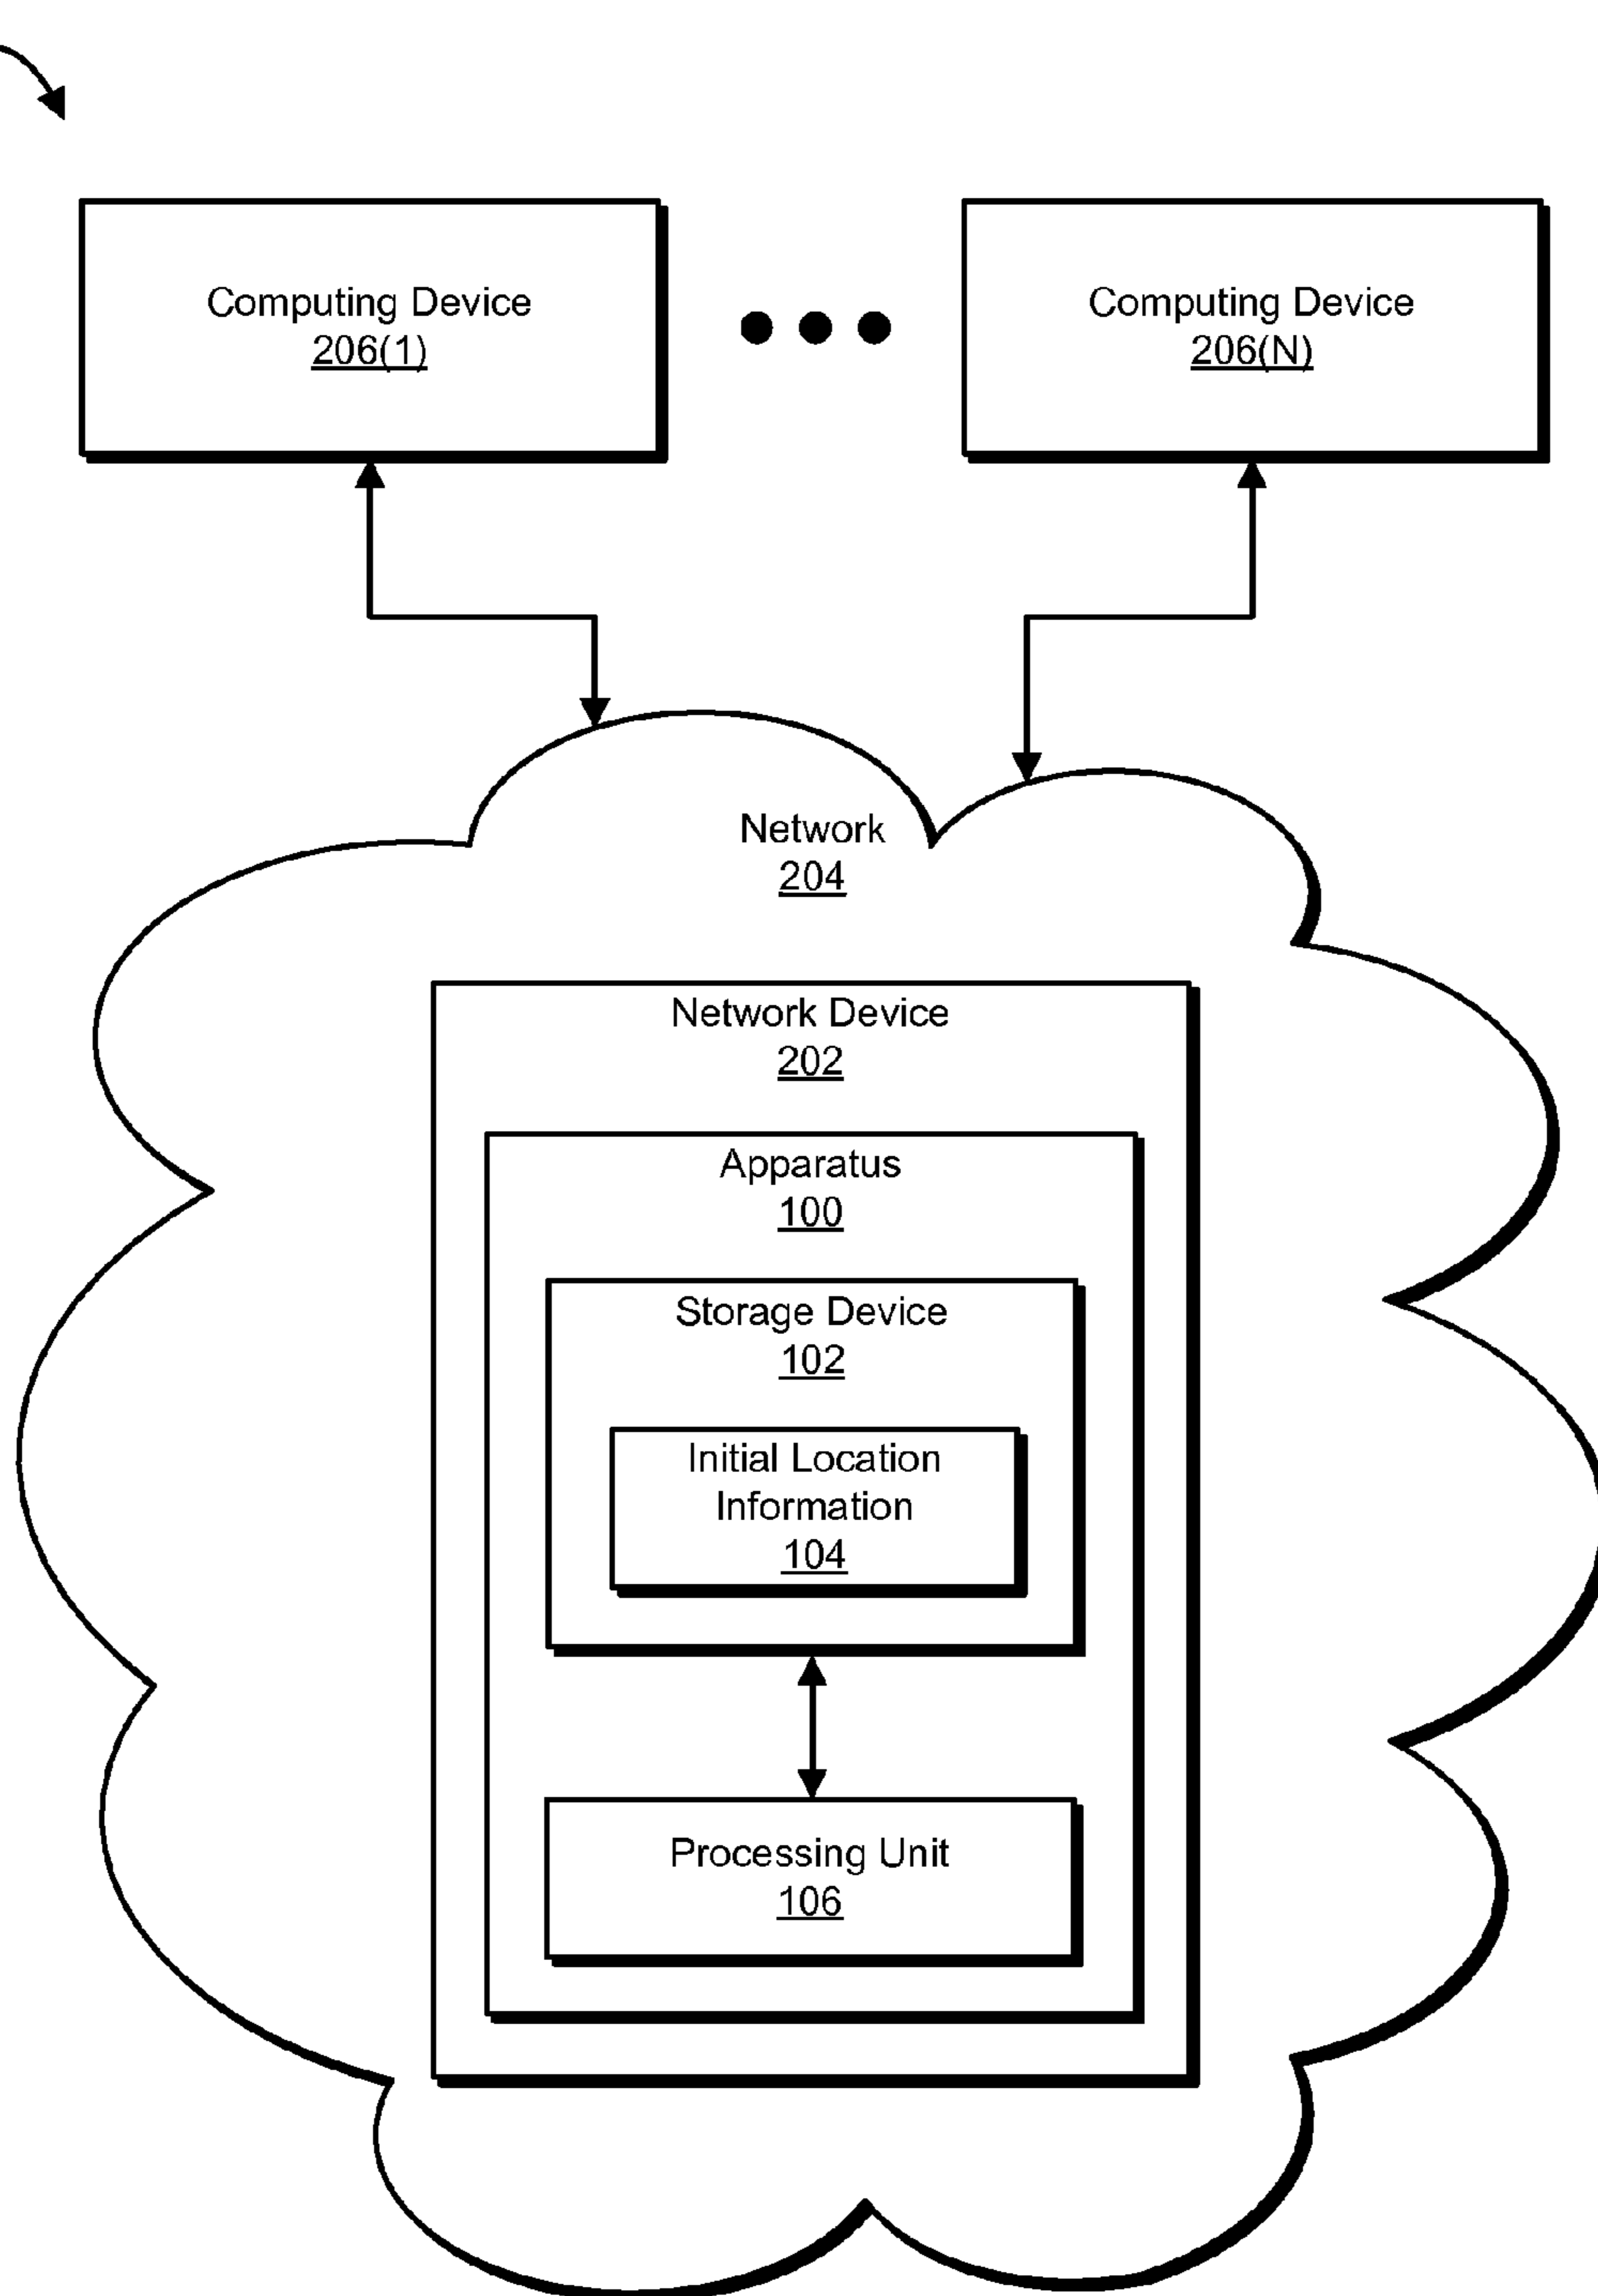 Computing Device
206(1)
Computing Device
206(N)
Network
204
Network Device
202
Apparatus
100
Storage Device
102
Initial Location
Information
104
Processing Unit
106